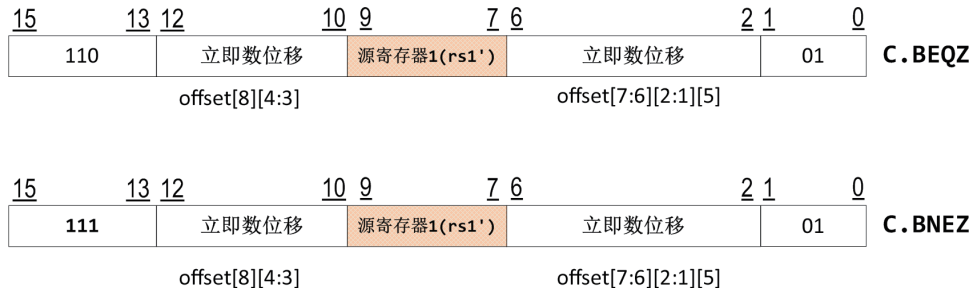 15 13 12 10 9 7 6 2 1 0
110 立即数位移 源寄存器1(rs1') 立即数位移 01 C.BEQZ
offset[8][4:3] offset[7:6][2:1][5]
15 13 12 10 9 7 6 2 1 0
111 立即数位移 源寄存器1(rs1') 立即数位移 01 C.BNEZ
offset[8][4:3] offset[7:6][2:1][5]